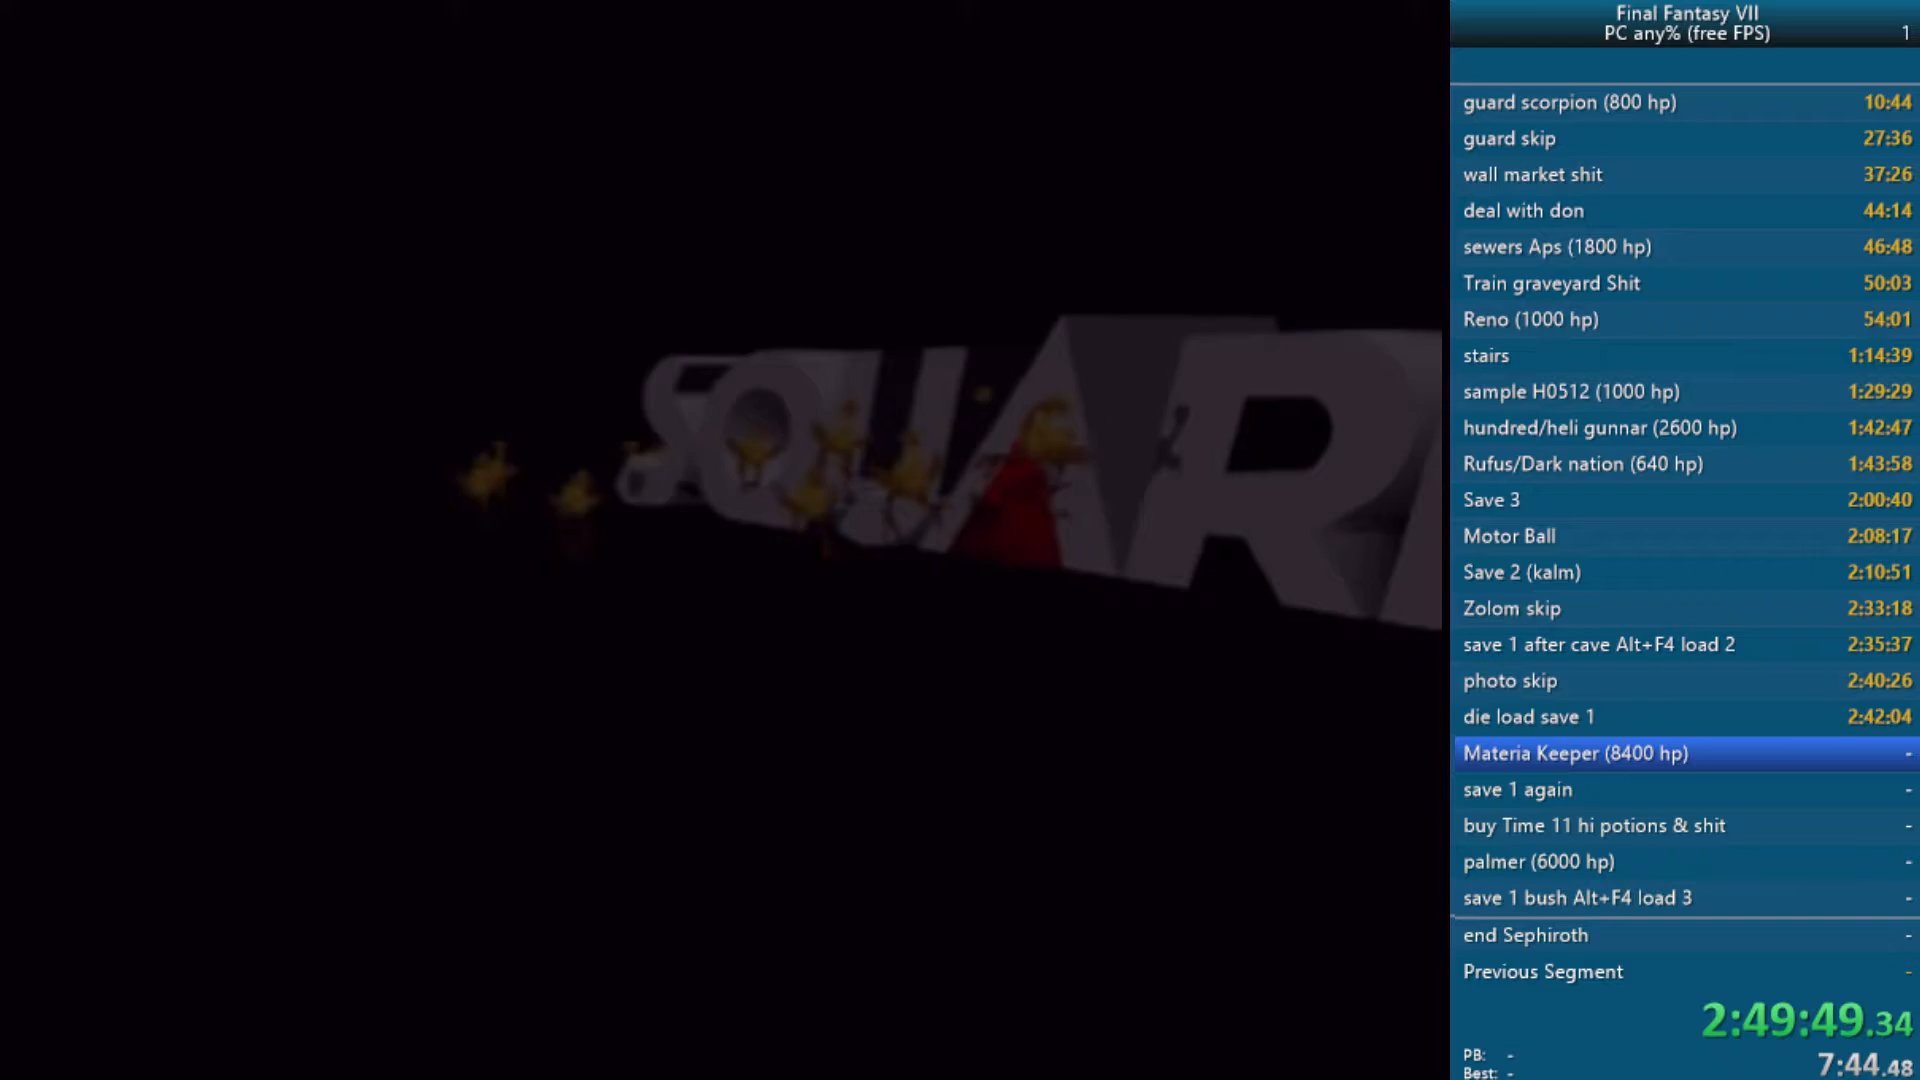 SQUAR
Final Fantasy VII
PC any% (free FPS) 1
guard scorpion (800 hp) 10:44
guard skip 27:36
wall market shit 37:26
deal with don 44:14
sewers Aps (1800 hp) 46:48
Train graveyard Shit 50:03
Reno (1000 hp) 54:01
stairs 1:14:39
sample H0512 (1000 hp) 1:29:29
hundred/heli gunnar (2600 hp) 1:42:47
Rufus/Dark nation (640 hp) 1:43:58
Save 3 2:00:40
Motor Ball 2:08:17
Save 2 (kalm) 2:10:51
Zolom skip 2:33:18
save 1 after cave Alt+F4 load 2 2:35:37
photo skip 2:40:26
die load save 1 2:42:04
Materia Keeper (8400 hp) -
save 1 again -
buy Time 11 hi potions & shit -
palmer (6000 hp) -
save 1 bush Alt+F4 load 3 -
end Sephiroth -
Previous Segment -
2:49:49.34
PB: -
Best: - 7:44.48